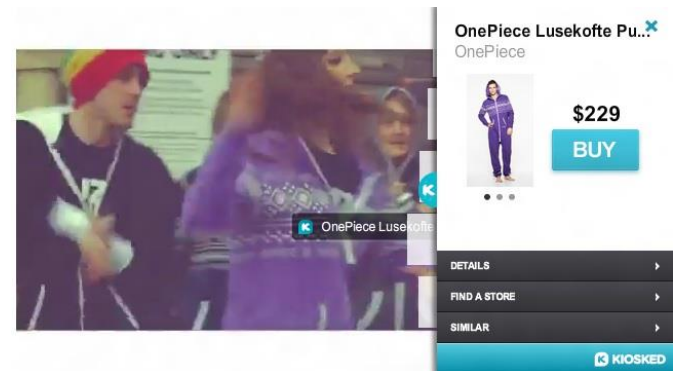 OnePiece Lusekofte Pu...
OnePiece
$229
BUY
OnePiece Lusekofte
DETAILS
FIND A STORE
SIMILAR
KIOSKED